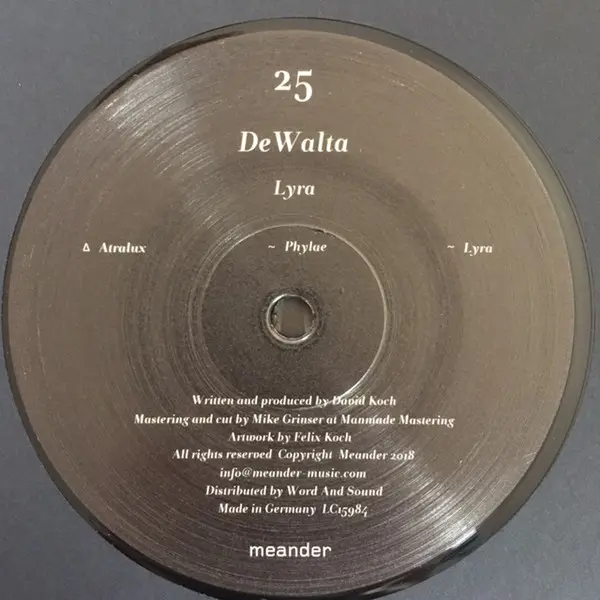 25
DeWalta
Lyra
Δ Atralux ~ Phylae ~ Lyra
Written and produced by David Koch
Mastering and cut by Mike Grinser at Manmade Mastering
Artwork by Felix Koch
All rights reserved Copyright Meander 2018
info@meander-music.com
Distributed by Word And Sound
Made in Germany LC15984
meander